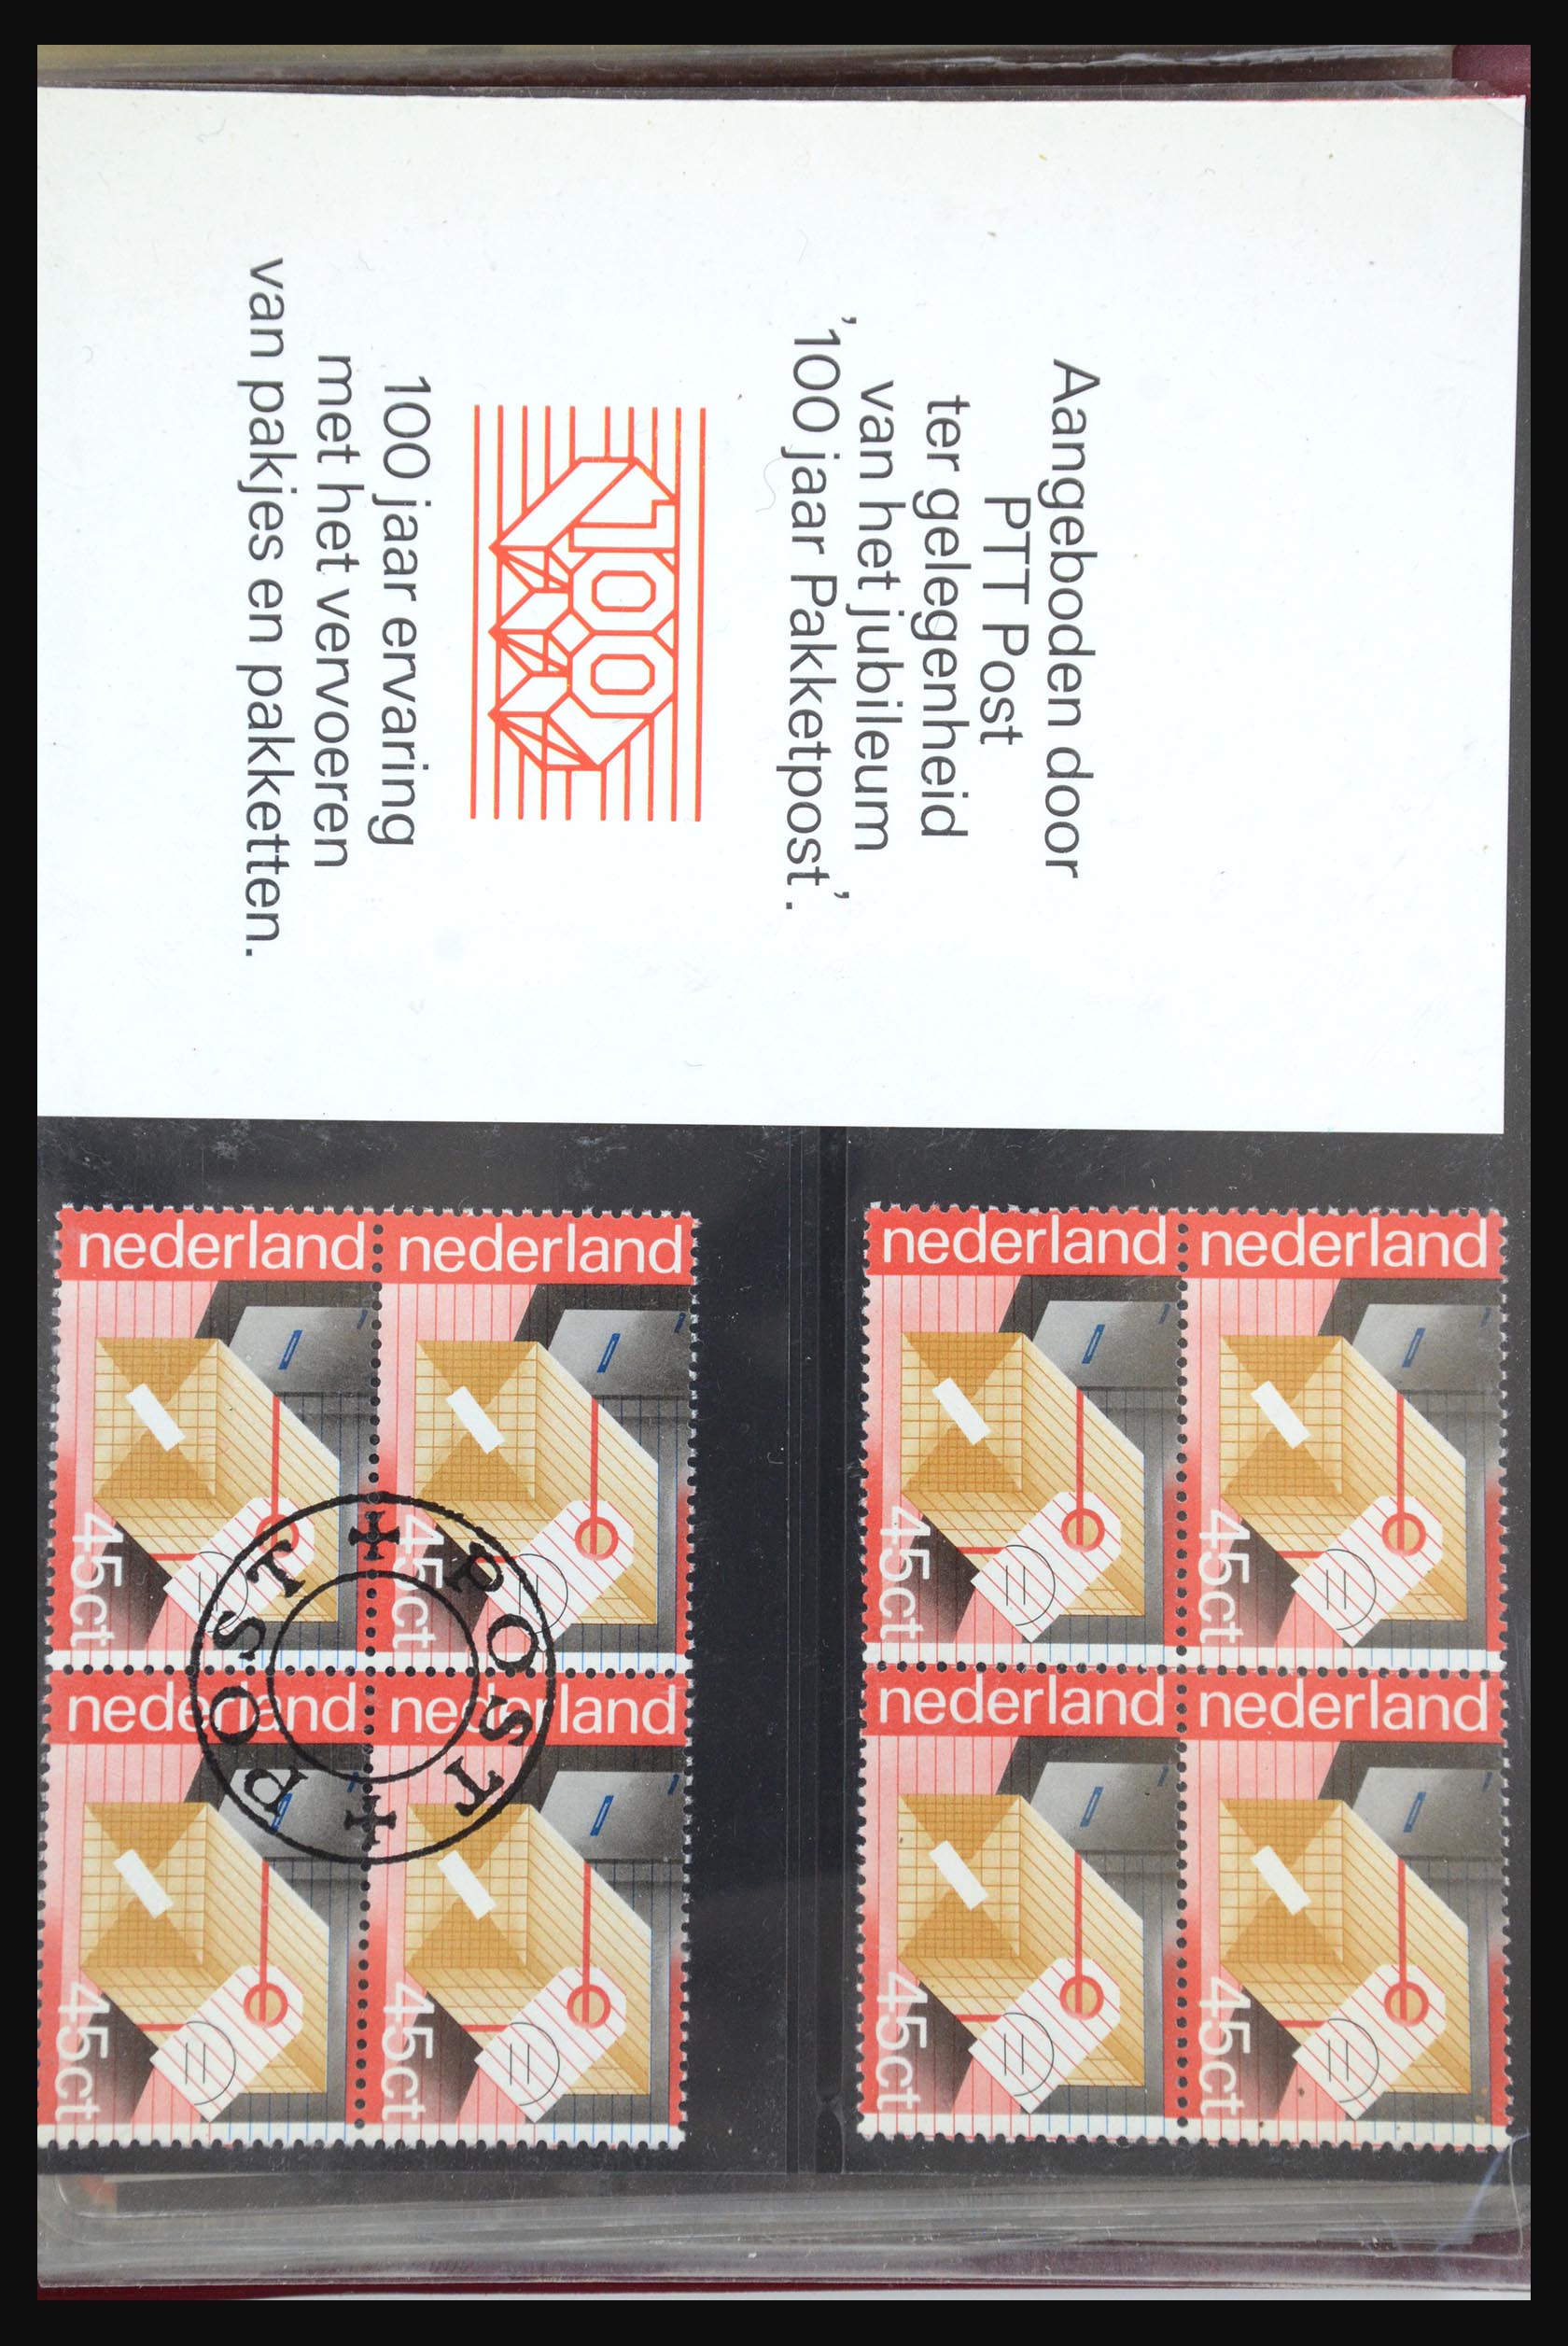 Aangeboden door
PTT Post
ter gelegenheid
van het jubileum
'100 jaar Pakketpost'.
100
100 jaar ervaring
met het vervoeren
van pakjes en pakketten.
nederland
45ct
nederland
45ct
nederland
45ct
nederland
45ct
nederland
45ct
nederland
45ct
nederland
45ct
nederland
45ct
POST
POST